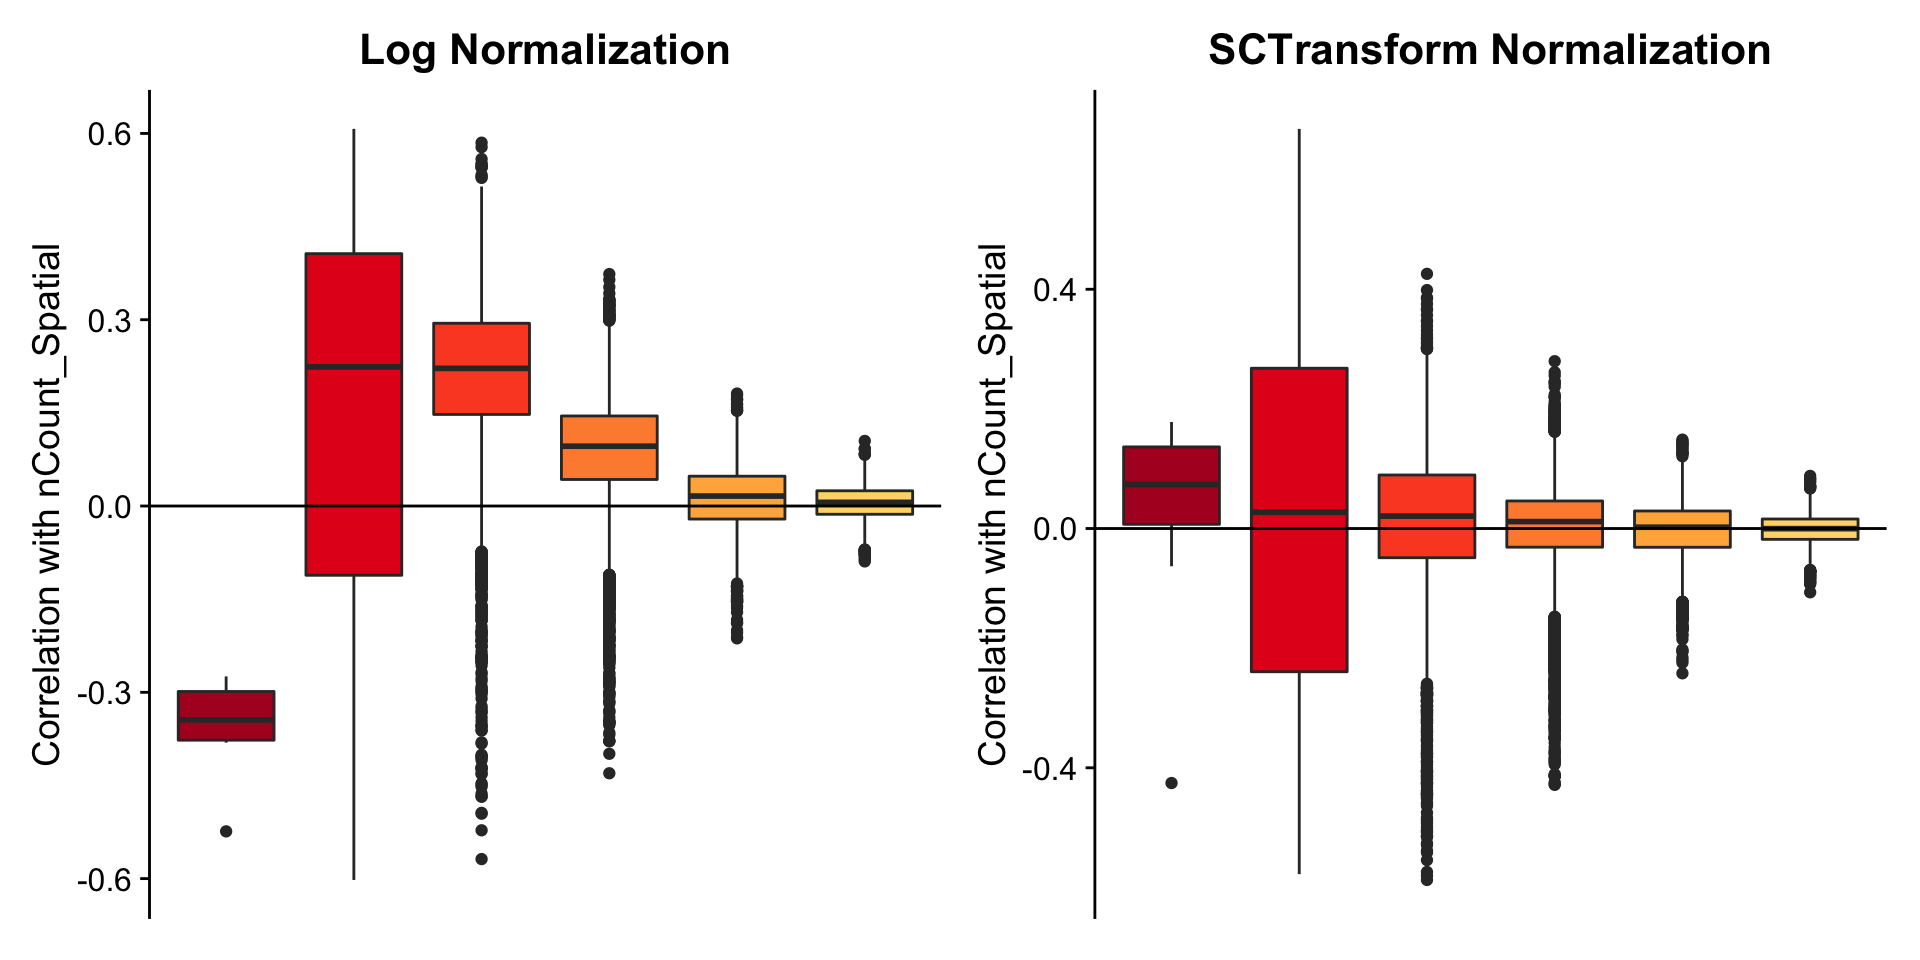 Log Normalization
Correlation with nCount_Spatial
0.6
0.3
0.0
-0.3
-0.6
SCTransform Normalization
Correlation with nCount_Spatial
0.4
0.0
-0.4